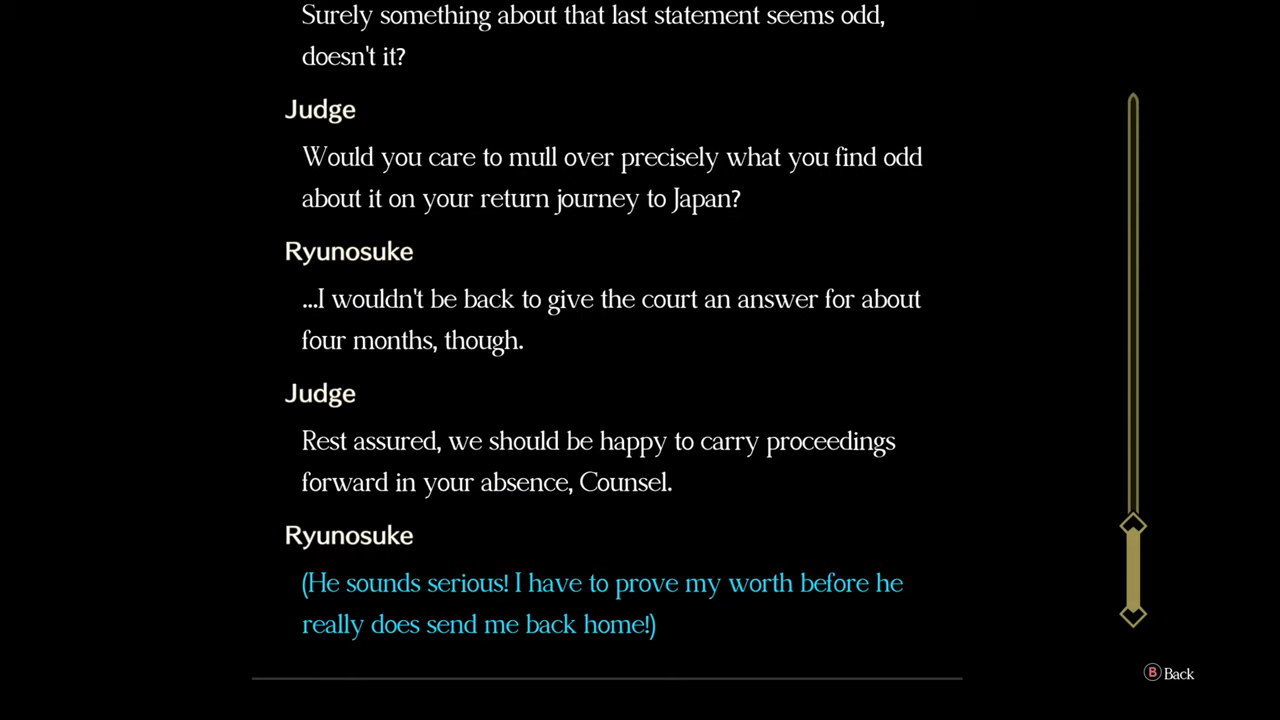 Surely something about that last statement seems odd,
doesn't it?
Judge
Would you care to mull over precisely what you find odd
about it on your return journey to Japan?
Ryunosuke
...I wouldn't be back to give the court an answer for about
four months, though.
Judge
Rest assured, we should be happy to carry proceedings
forward in your absence, Counsel.
Ryunosuke
(He sounds serious! I have to prove my worth before he
really does send me back home!)
B Back